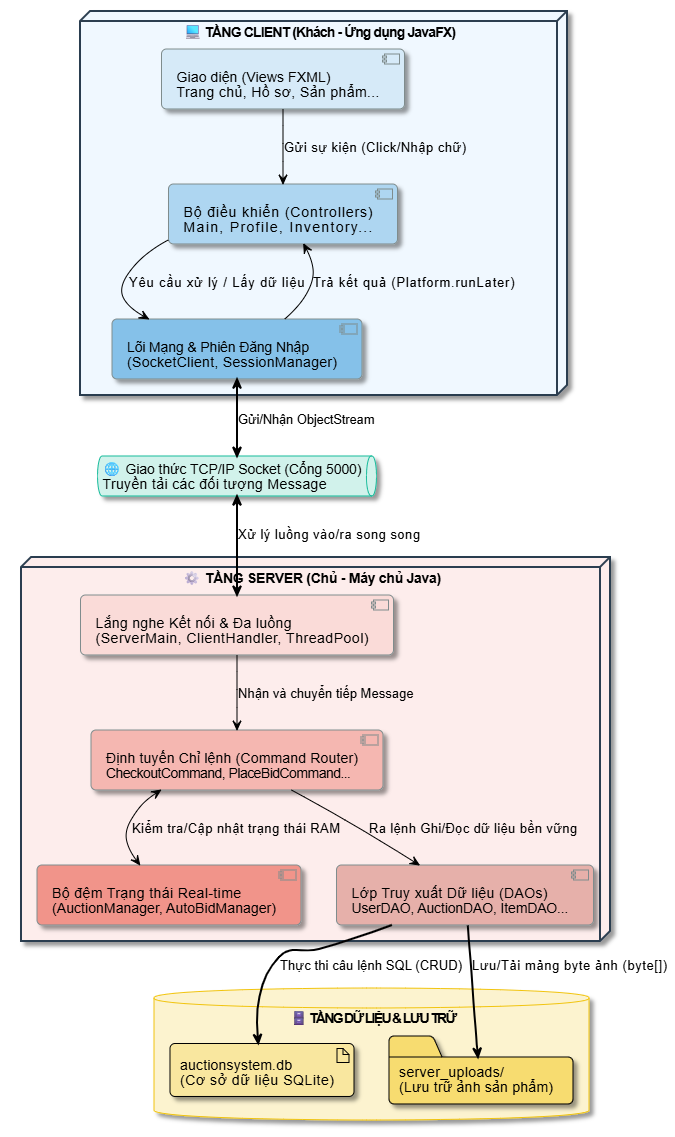 TẦNG CLIENT (Khách - Ứng dụng JavaFX)
Giao diện (Views FXML)
Trang chủ, Hồ sơ, Sản phẩm...
Gửi sự kiện (Click/Nhập chữ)
Bộ điều khiển (Controllers)
Main, Profile, Inventory...
Yêu cầu xử lý / Lấy dữ liệu
Trả kết quả (Platform.runLater)
Lõi Mạng & Phiên Đăng Nhập
(SocketClient, SessionManager)
Gửi/Nhận ObjectStream
Giao thức TCP/IP Socket (Cổng 5000)
Truyền tải các đối tượng Message
Xử lý luồng vào/ra song song
TẦNG SERVER (Chủ - Máy chủ Java)
Lắng nghe Kết nối & Đa luồng
(ServerMain, ClientHandler, ThreadPool)
Nhận và chuyển tiếp Message
Định tuyến Chỉ lệnh (Command Router)
CheckoutCommand, PlaceBidCommand...
Kiểm tra/Cập nhật trạng thái RAM
Ra lệnh Ghi/Đọc dữ liệu bền vững
Bộ đệm Trạng thái Real-time
(AuctionManager, AutoBidManager)
Lớp Truy xuất Dữ liệu (DAOs)
UserDAO, AuctionDAO, ItemDAO...
Thực thi câu lệnh SQL (CRUD)
Lưu/Tải mảng byte ảnh (byte[])
TẦNG DỮ LIỆU & LƯU TRỮ
auctionsystem.db
(Cơ sở dữ liệu SQLite)
server_uploads/
(Lưu trữ ảnh sản phẩm)